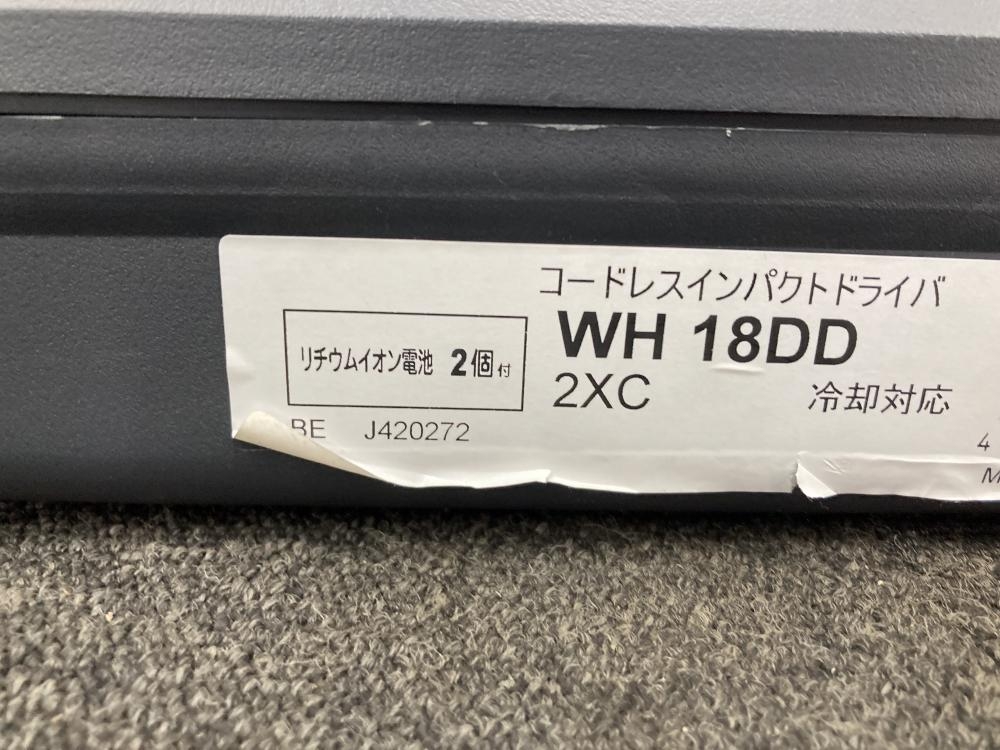 コードレスインパクトドライバ
WH 18DD
リチウムイオン電池 2個付
2XC 冷却対応
BE J420272
4
M